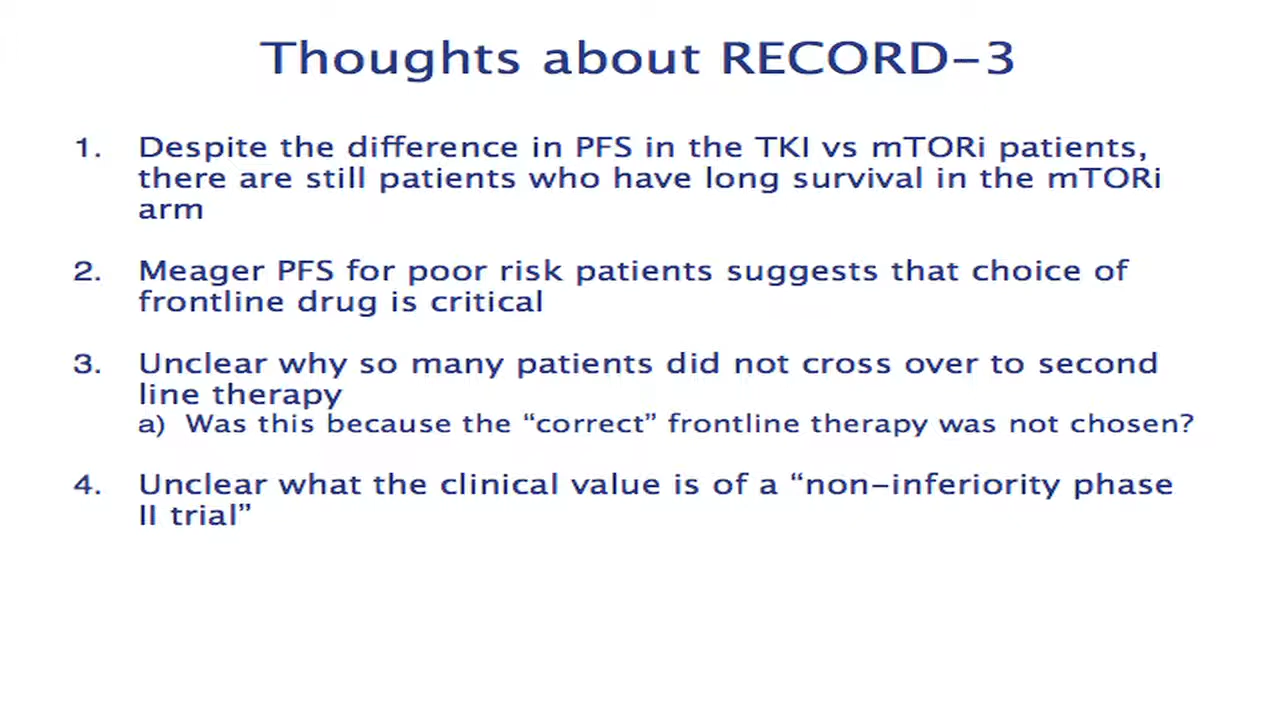 Thoughts about RECORD-3
1. Despite the difference in PFS in the TKI vs mTORi patients,
there are still patients who have long survival in the mTORi
arm
2. Meager PFS for poor risk patients suggests that choice of
frontline drug is critical
3. Unclear why so many patients did not cross over to second
line therapy
a) Was this because the “correct” frontline therapy was not chosen?
4. Unclear what the clinical value is of a “non-inferiority phase
II trial”